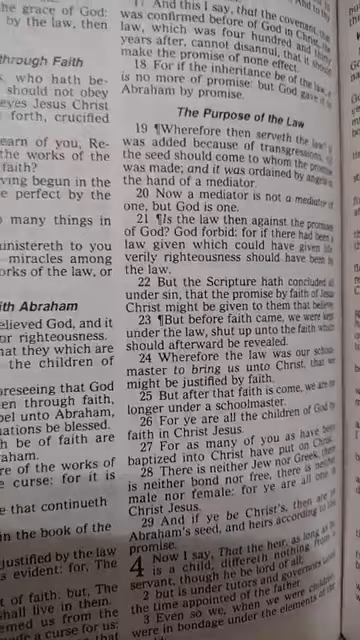 he grace of God:
by the law, then
through Faith
, who hath be-
should not obey
eyes Jesus Christ
forth, crucified
earn of you, Re-
the works of the
faith?
ving begun in the
e perfect by the
o many things in
unistereth to you
miracles among
orks of the law, or
ith Abraham
elieved God, and it
or righteousness.
hat they which are
the children of
oreseeing that God
en through faith,
pel unto Abraham,
ations be blessed.
h be of faith are
raham.
re of the works of
e curse: for it is
e that continueth
in the book of the
justified by the law
s evident: for, The
t of faith: but, The
shall live in them.
emed us from the
de a curse for us:
17 And this I say, that the covenant, that
was confirmed before of God in Christ, the
law, which was four hundred and thirty
years after, cannot disannul, that it should
make the promise of none effect.
18 For if the inheritance be of the law, it
is no more of promise: but God gave it to
Abraham by promise.
The Purpose of the Law
19 ¶Wherefore then serveth the law? It
was added because of transgressions, till
the seed should come to whom the promise
was made; and it was ordained by angels in
the hand of a mediator.
20 Now a mediator is not a mediator of
one, but God is one.
21 ¶Is the law then against the promises
of God? God forbid: for if there had been a
law given which could have given life,
verily righteousness should have been by
the law.
22 But the Scripture hath concluded all
under sin, that the promise by faith of Jesus
Christ might be given to them that believe.
23 ¶But before faith came, we were kept
under the law, shut up unto the faith which
should afterward be revealed.
24 Wherefore the law was our school-
master to bring us unto Christ, that we
might be justified by faith.
25 But after that faith is come, we are no
longer under a schoolmaster.
26 For ye are all the children of God by
faith in Christ Jesus.
27 For as many of you as have been
baptized into Christ have put on Christ.
28 There is neither Jew nor Greek, there
is neither bond nor free, there is neither
male nor female: for ye are all one in
Christ Jesus.
29 And if ye be Christ's, then are ye
Abraham's seed, and heirs according to the
promise.
4 Now I say, That the heir, as long as he
is a child, differeth nothing from a
servant, though he be lord of all;
2 but is under tutors and governors until
the time appointed of the father.
3 Even so we, when we were children,
were in bondage under the elements of the